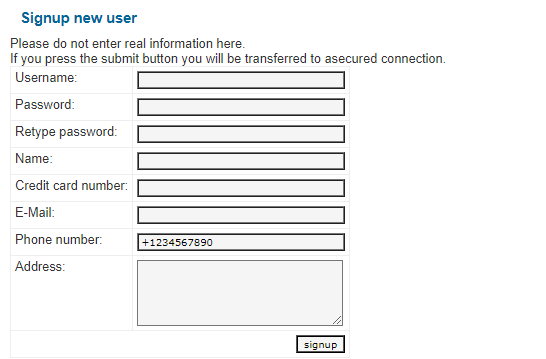 Signup new user
Please do not enter real information here.
If you press the submit button you will be transferred to asecured connection.
Username:
Password:
Retype password:
Name:
Credit card number:
E-Mail:
Phone number: +1234567890
Address:
signup